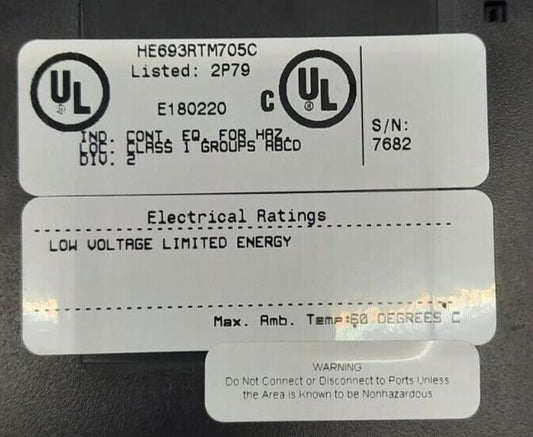 HE693RTM705C
Listed: 2P79
E180220
UL
C UL
IND. CONT. EQ. FOR HAZ.
LOC. CLASS I GROUPS ABCD
DIV. 2
S/N:
7682
Electrical Ratings
LOW VOLTAGE LIMITED ENERGY
Max. Amb. Temp:60 DEGREES C
WARNING
Do Not Connect or Disconnect to Ports Unless
the Area is Known to be Nonhazardous